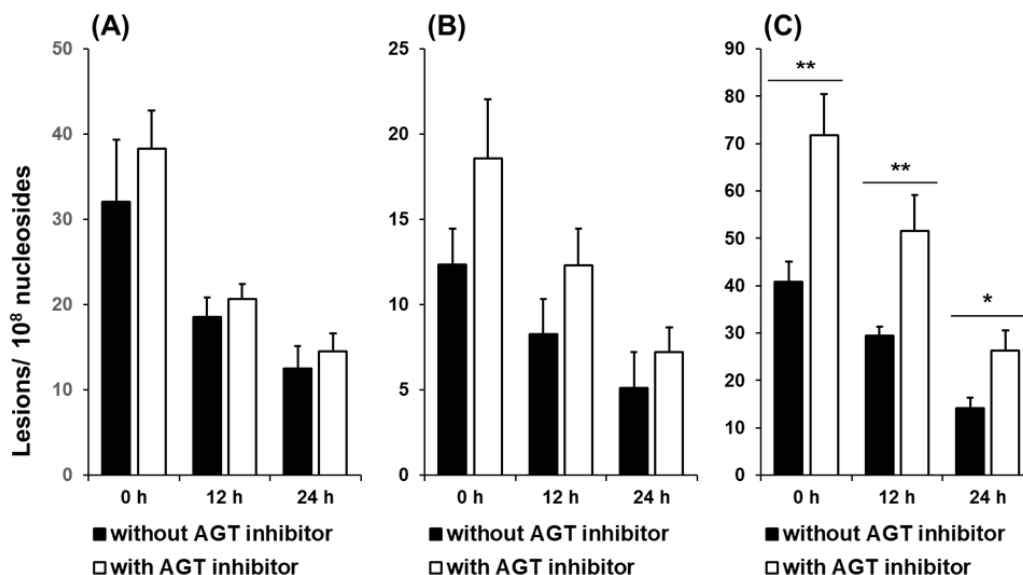 (A)
50
40
30
20
10
0
Lesions/ 10⁸ nucleosides
0 h 12 h 24 h
■ without AGT inhibitor
□ with AGT inhibitor
(B)
25
20
15
10
5
0
0 h 12 h 24 h
■ without AGT inhibitor
□ with AGT inhibitor
(C)
90
80
70
60
50
40
30
20
10
0
**
**
*
0 h 12 h 24 h
■ without AGT inhibitor
□ with AGT inhibitor